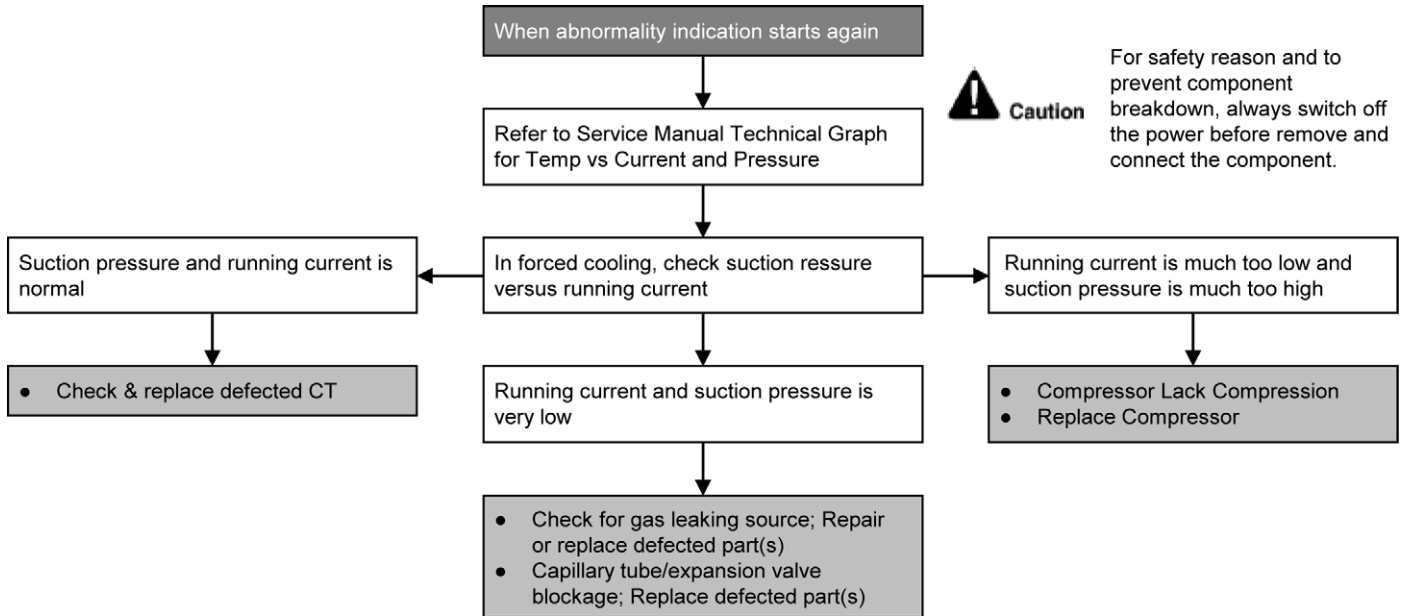 When abnormality indication starts again
For safety reason and to
prevent component
breakdown, always switch off
the power before remove and
connect the component.
Caution
Refer to Service Manual Technical Graph
for Temp vs Current and Pressure
Suction pressure and running current is
normal
In forced cooling, check suction ressure
versus running current
Running current is much too low and
suction pressure is much too high
● Check & replace defected CT
Running current and suction pressure is
very low
● Compressor Lack Compression
● Replace Compressor
● Check for gas leaking source; Repair
or replace defected part(s)
● Capillary tube/expansion valve
blockage; Replace defected part(s)